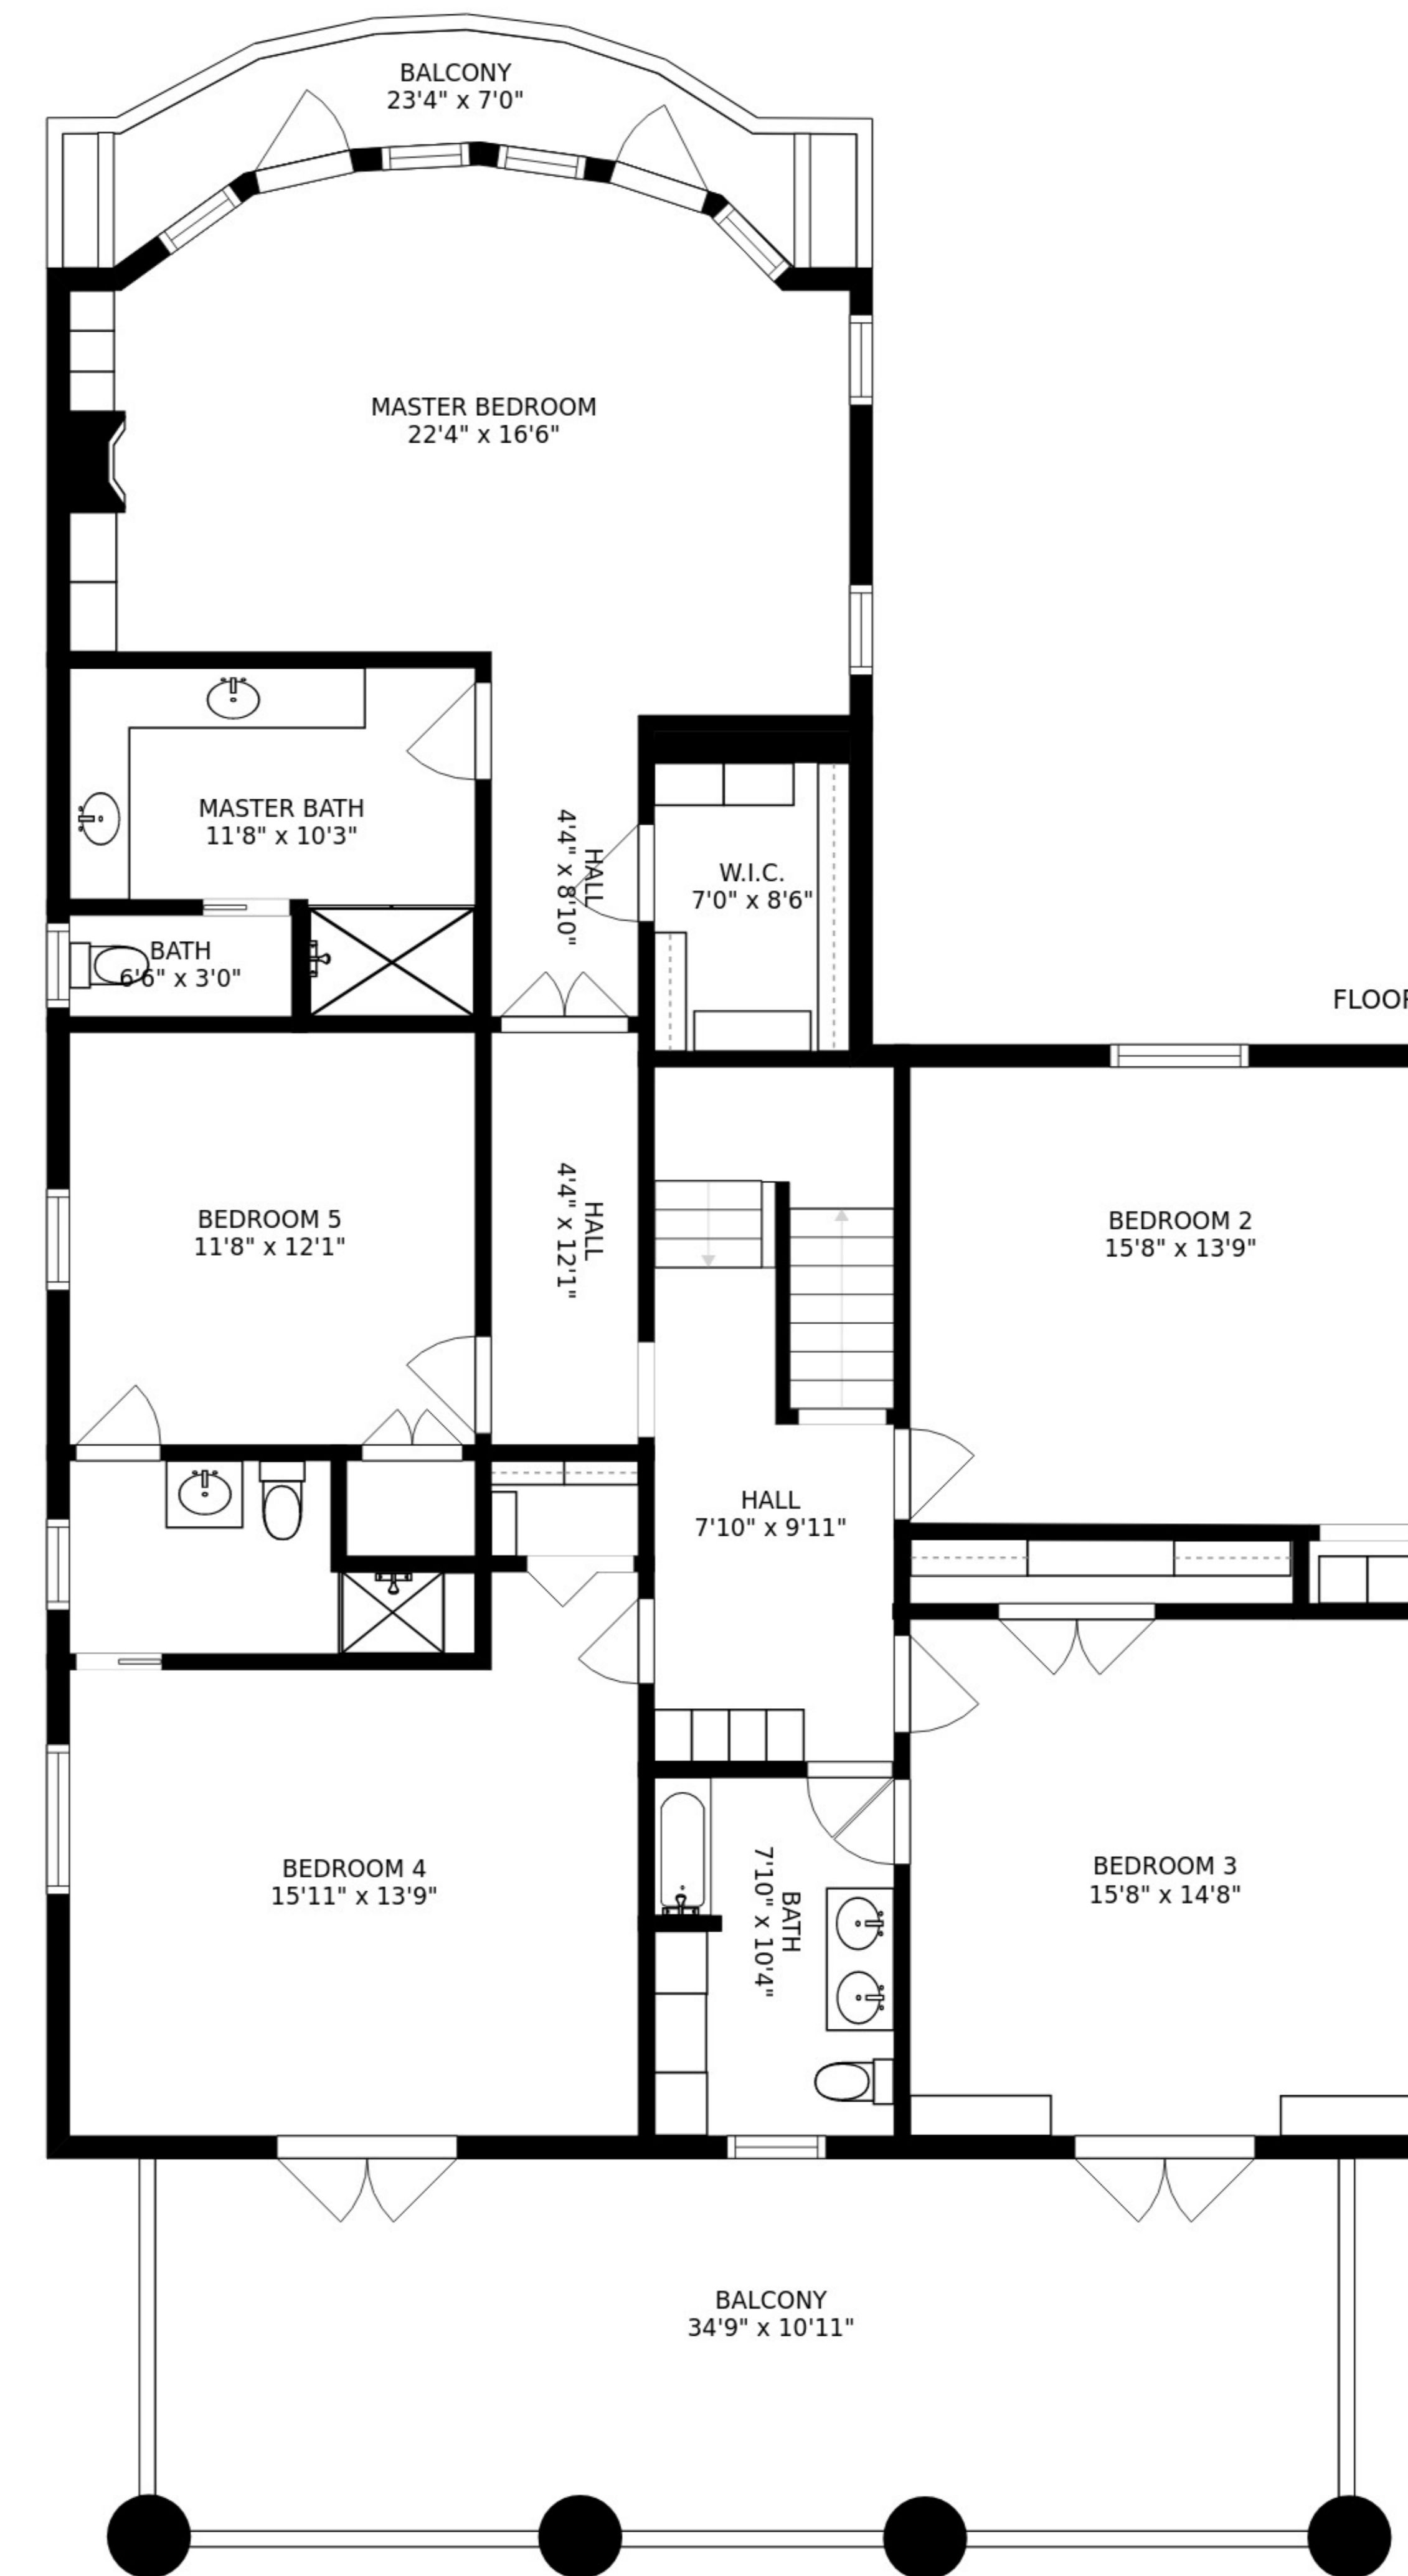 BALCONY
23'4" x 7'0"
MASTER BEDROOM
22'4" x 16'6"
MASTER BATH
11'8" x 10'3"
HALL
4'4" x 8'10"
W.I.C.
7'0" x 8'6"
BATH
6'6" x 3'0"
FLOOR
BEDROOM 5
11'8" x 12'1"
HALL
4'4" x 12'1"
BEDROOM 2
15'8" x 13'9"
HALL
7'10" x 9'11"
BEDROOM 4
15'11" x 13'9"
BATH
7'10" x 10'4"
BEDROOM 3
15'8" x 14'8"
BALCONY
34'9" x 10'11"